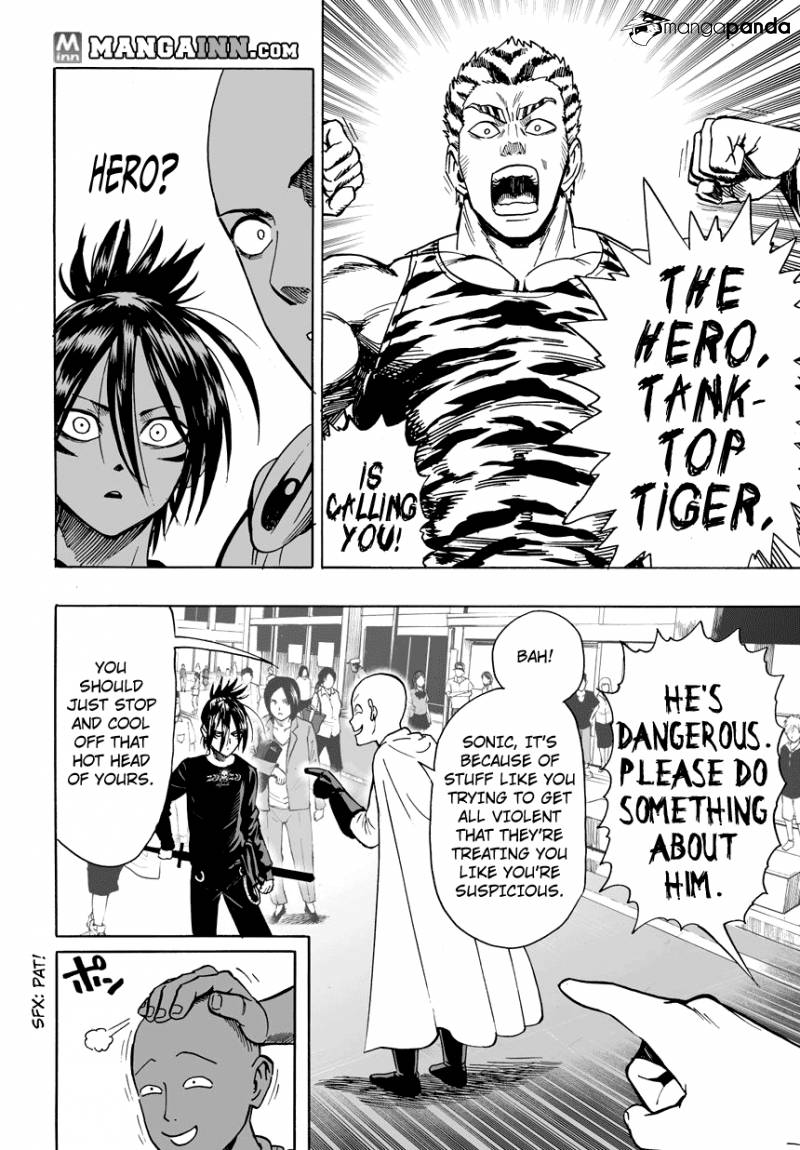 M
inn
MANGAINN.COM
mangapanda
THE
HERO,
TANK-
TOP
TIGER,
IS
CALLING
YOU!
HERO?
HE'S
DANGEROUS.
PLEASE DO
SOMETHING
ABOUT
HIM.
BAH!
SONIC, IT'S
BECAUSE OF
STUFF LIKE YOU
TRYING TO GET
ALL VIOLENT
THAT THEY'RE
TREATING YOU
LIKE YOU'RE
SUSPICIOUS.
YOU
SHOULD
JUST STOP
AND COOL
OFF THAT
HOT HEAD
OF YOURS.
ポン
SFX: PAT!